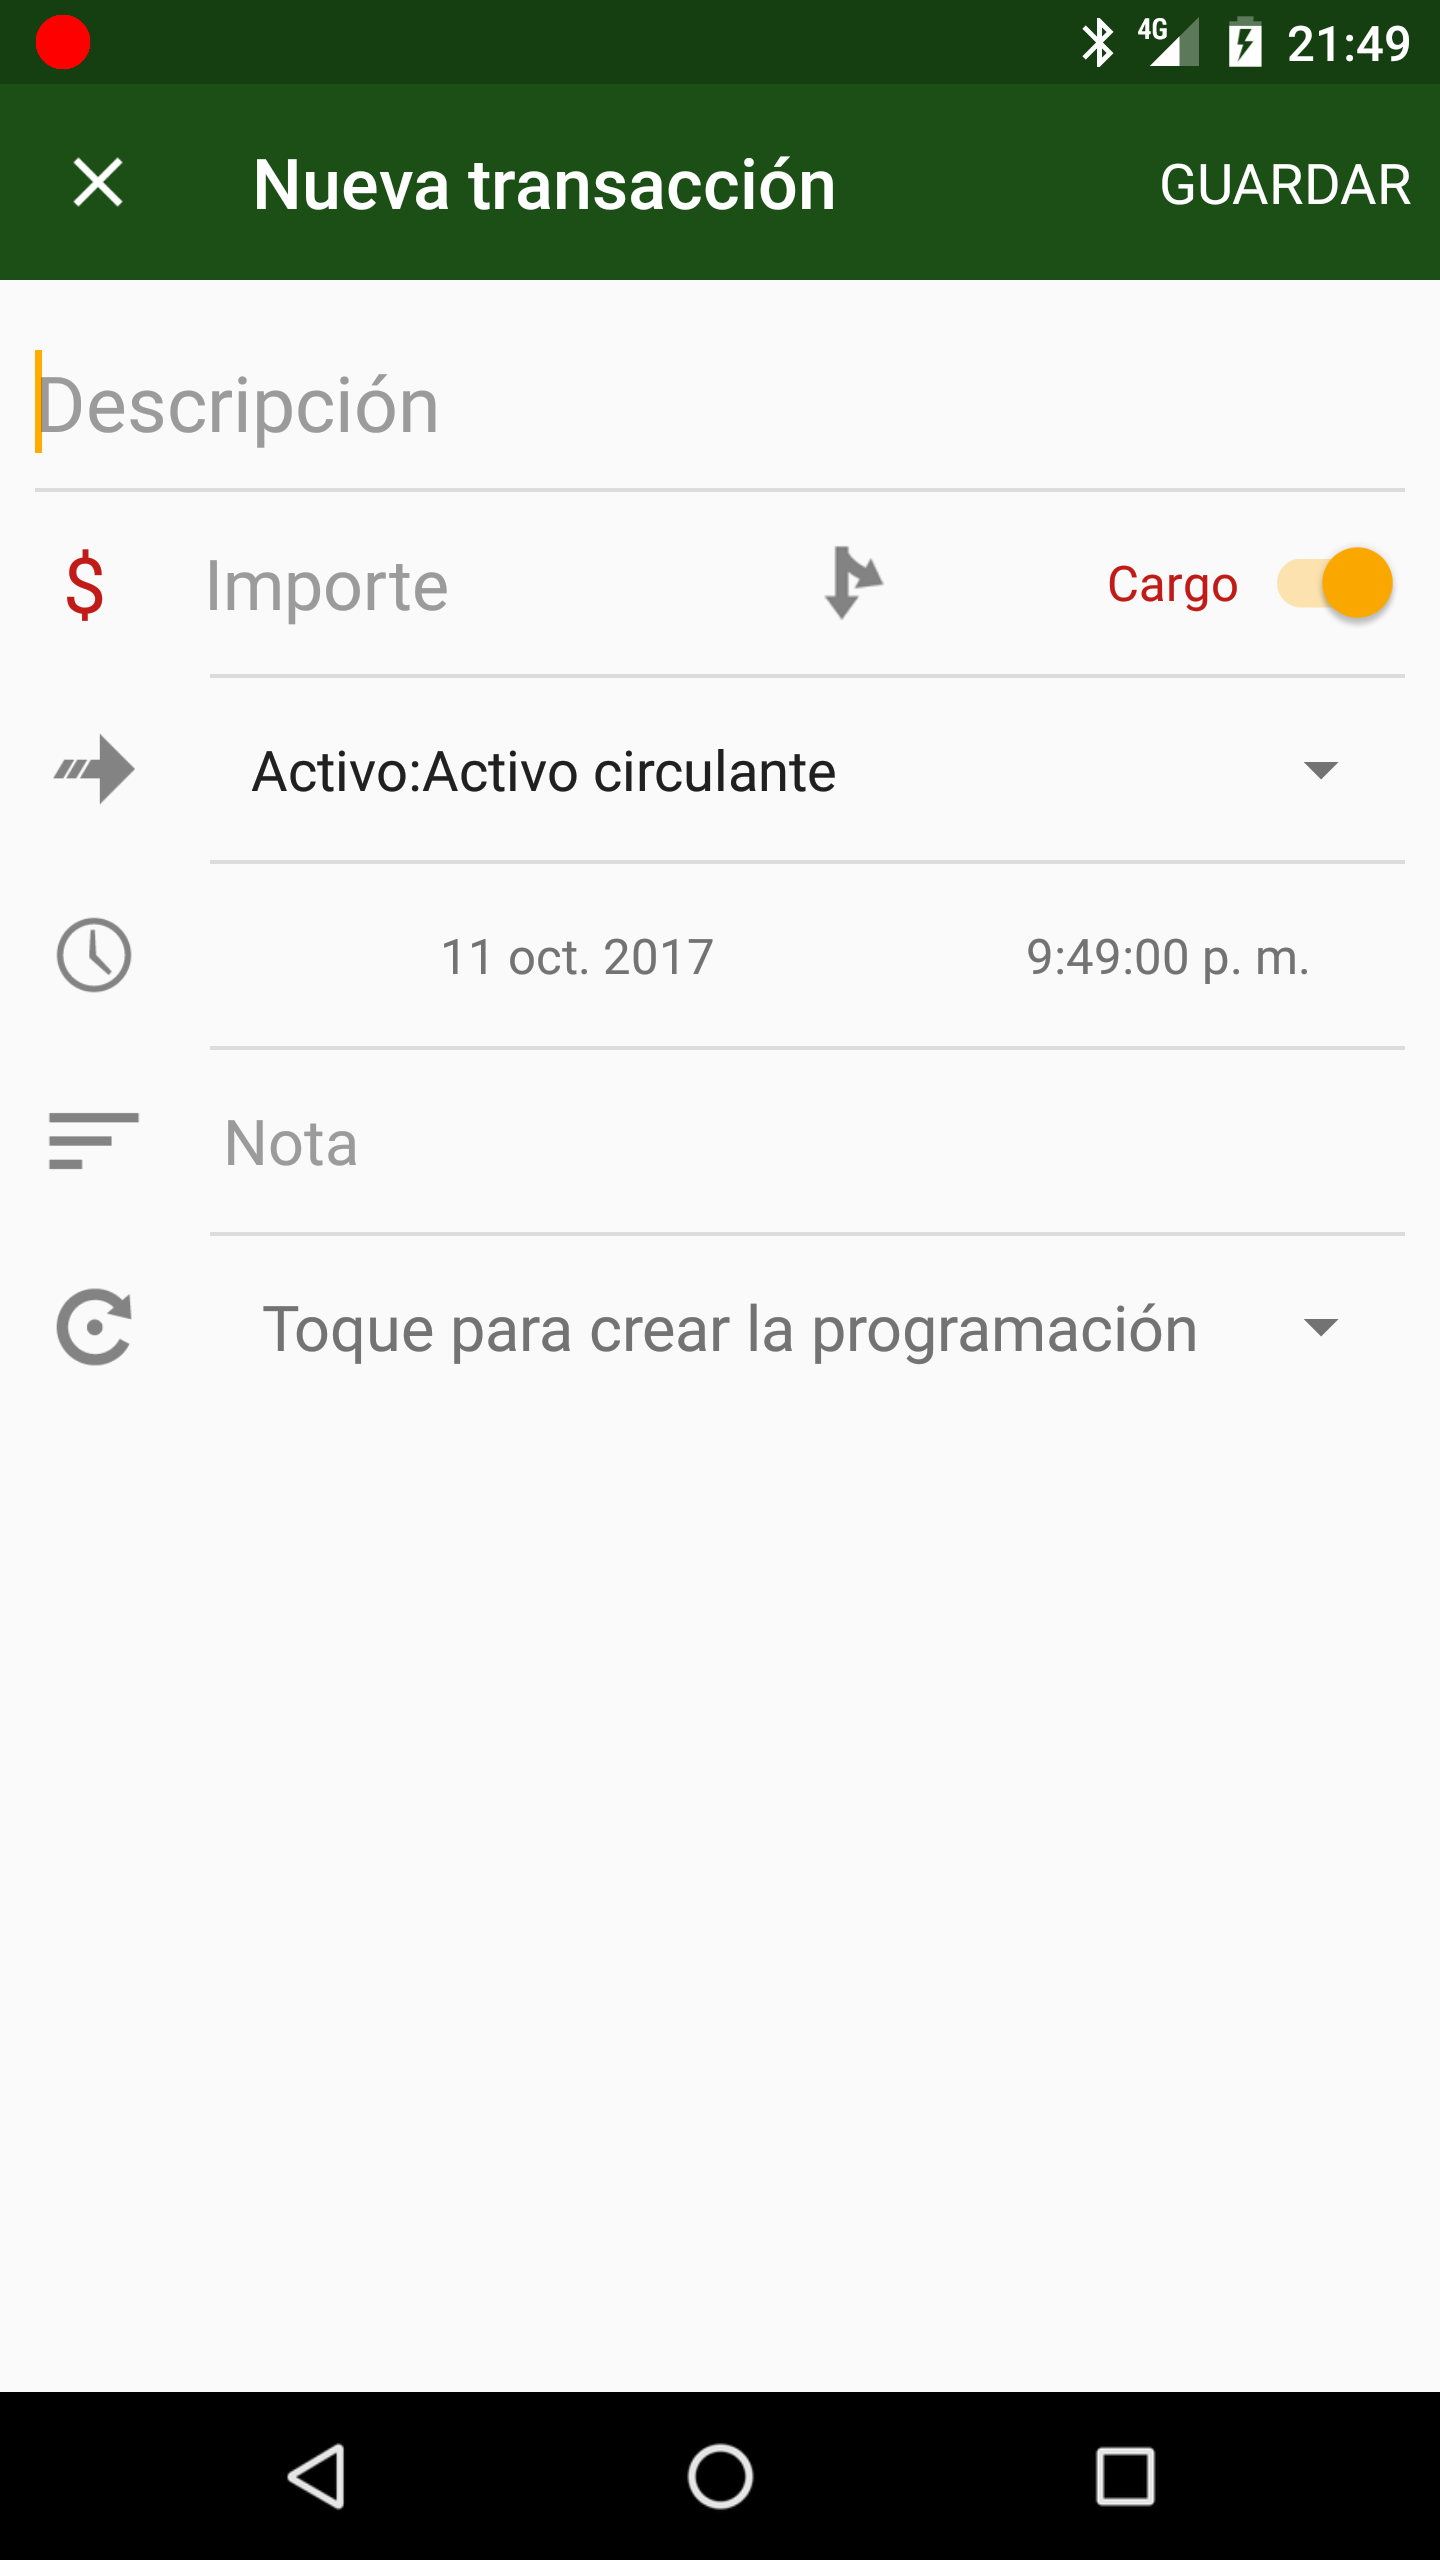 4G 21:49
Nueva transacción GUARDAR
Descripción
$ Importe Cargo
Activo:Activo circulante
11 oct. 2017 9:49:00 p. m.
Nota
Toque para crear la programación